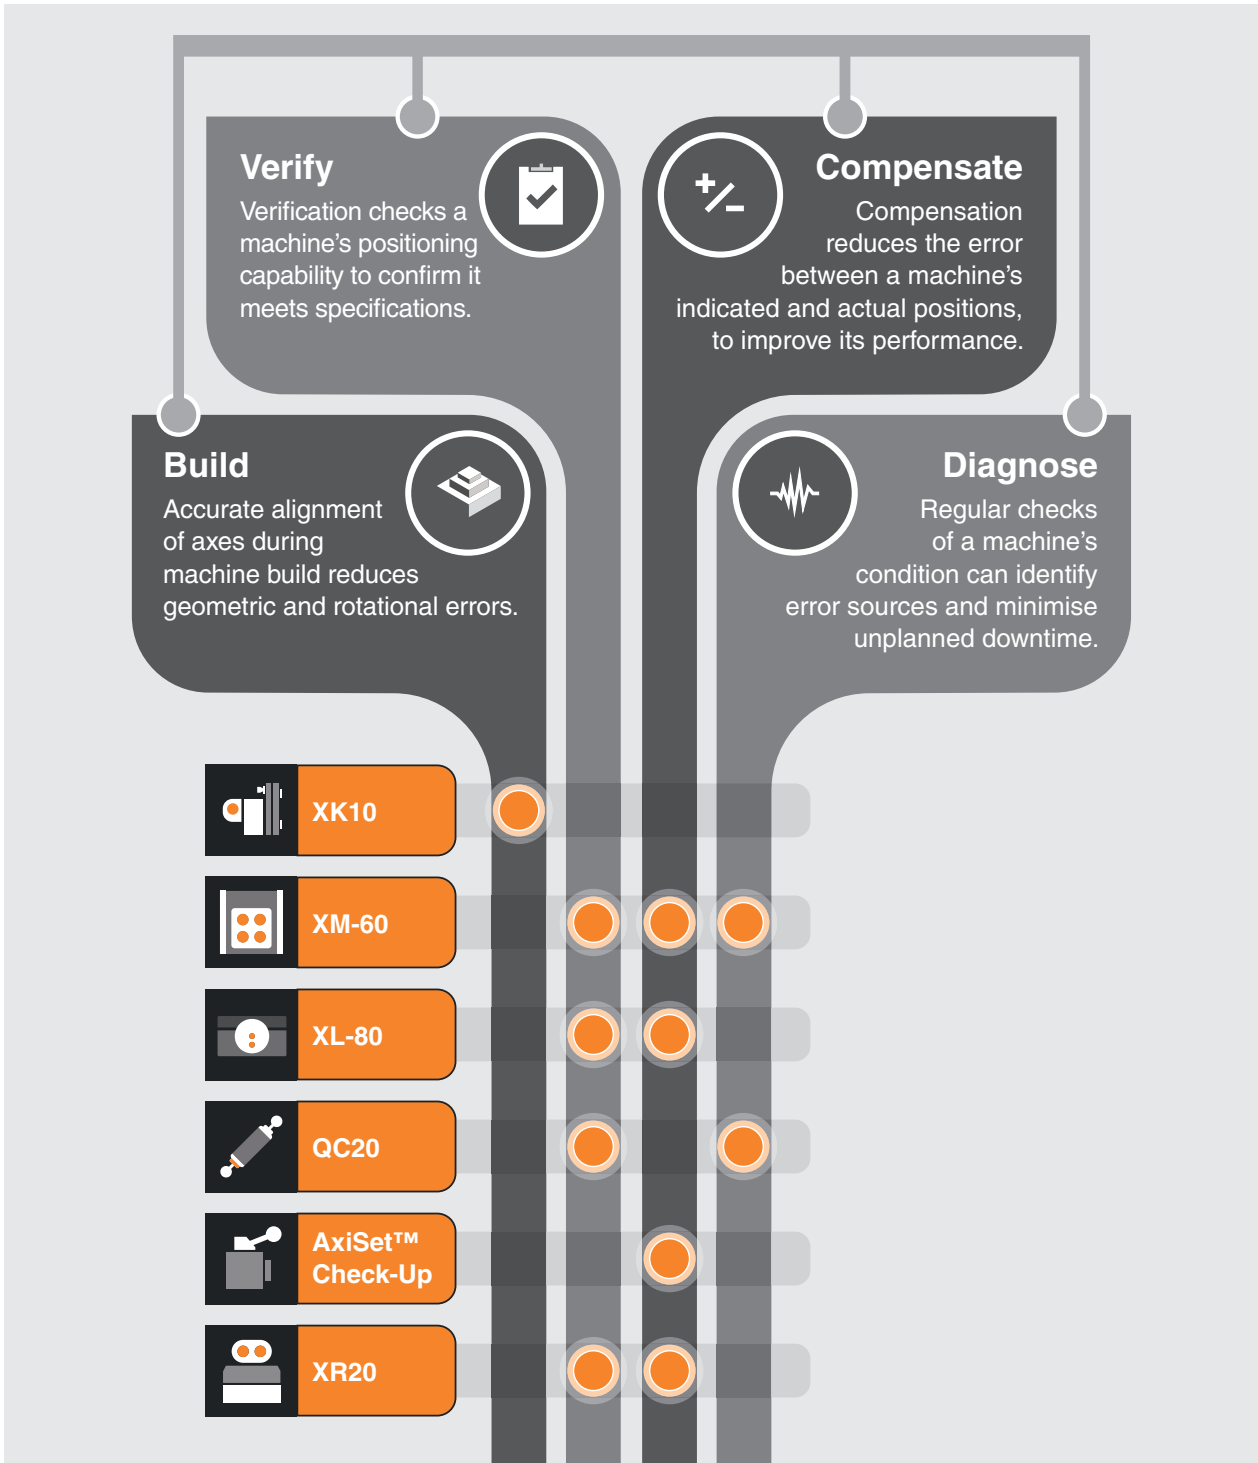 Verify
Verification checks a
machine’s positioning
capability to confirm it
meets specifications.
Compensate
Compensation
reduces the error
between a machine’s
indicated and actual positions,
to improve its performance.
Build
Accurate alignment
of axes during
machine build reduces
geometric and rotational errors.
Diagnose
Regular checks
of a machine’s
condition can identify
error sources and minimise
unplanned downtime.
XK10
XM-60
XL-80
QC20
AxiSet™
Check-Up
XR20